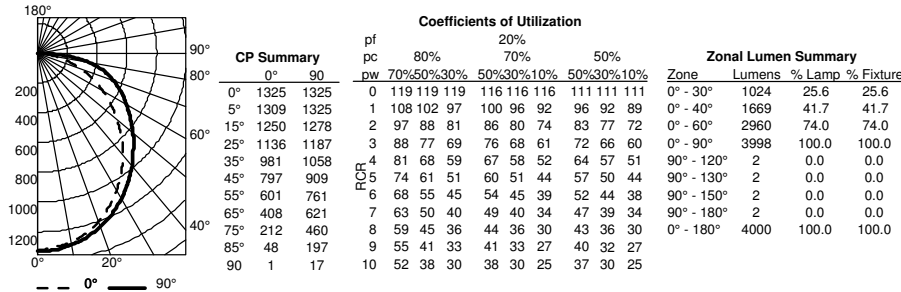 180°
90°
80°
200
400
60°
600
800
1000
40°
1200
0° 20°
0° 90°
CP Summary
0° 90
0° 1325 1325
5° 1309 1325
15° 1250 1278
25° 1136 1187
35° 981 1058
45° 797 909
55° 601 761
65° 408 621
75° 212 460
85° 48 197
90 1 17
Coefficients of Utilization
pf 20%
pc 80% 70% 50%
pw 70%50%30% 50%30%10% 50%30%10%
RCR
0 119 119 119 116 116 116 111 111 111
1 108 102 97 100 96 92 96 92 89
2 97 88 81 86 80 74 83 77 72
3 88 77 69 76 68 61 72 66 60
4 81 68 59 67 58 52 64 57 51
5 74 61 51 60 51 44 57 50 44
6 68 55 45 54 45 39 52 44 38
7 63 50 40 49 40 34 47 39 34
8 59 45 36 44 36 30 43 36 30
9 55 41 33 41 33 27 40 32 27
10 52 38 30 38 30 25 37 30 25
Zonal Lumen Summary
Zone Lumens % Lamp % Fixture
0° - 30° 1024 25.6 25.6
0° - 40° 1669 41.7 41.7
0° - 60° 2960 74.0 74.0
0° - 90° 3998 100.0 100.0
90° - 120° 2 0.0 0.0
90° - 130° 2 0.0 0.0
90° - 150° 2 0.0 0.0
90° - 180° 2 0.0 0.0
0° - 180° 4000 100.0 100.0